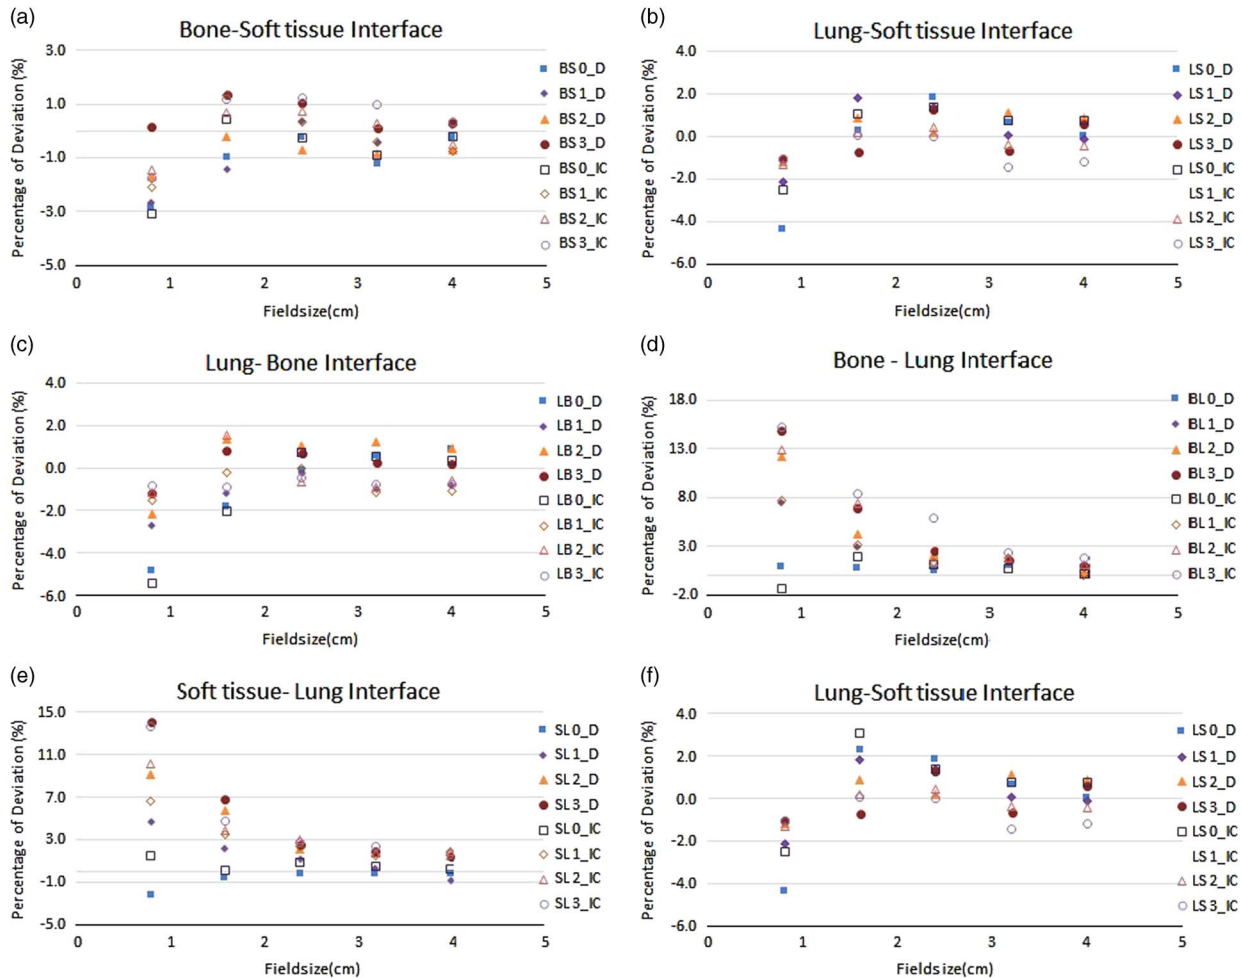 (a)
Bone-Soft tissue Interface
Percentage of Deviation (%)
3.0
1.0
-1.0
-3.0
-5.0
0 1 2 3 4 5
Fieldsize(cm)
BS 0_D
BS 1_D
BS 2_D
BS 3_D
BS 0_IC
BS 1_IC
BS 2_IC
BS 3_IC
(b)
Lung-Soft tissue Interface
Percentage of Deviation (%)
4.0
2.0
0.0
-2.0
-4.0
-6.0
0 1 2 3 4 5
Fieldsize(cm)
LS 0_D
LS 1_D
LS 2_D
LS 3_D
LS 0_IC
LS 1_IC
LS 2_IC
LS 3_IC
(c)
Lung- Bone Interface
Percentage of Deviation (%)
4.0
2.0
0.0
-2.0
-4.0
-6.0
0 1 2 3 4 5
Fieldsize(cm)
LB 0_D
LB 1_D
LB 2_D
LB 3_D
LB 0_IC
LB 1_IC
LB 2_IC
LB 3_IC
(d)
Bone - Lung Interface
Percentage of Deviation (%)
18.0
13.0
8.0
3.0
-2.0
0 1 2 3 4 5
Fieldsize(cm)
BL 0_D
BL 1_D
BL 2_D
BL 3_D
BL 0_IC
BL 1_IC
BL 2_IC
BL 3_IC
(e)
Soft tissue- Lung Interface
Percentage of Deviation (%)
15.0
11.0
7.0
3.0
-1.0
-5.0
0 1 2 3 4 5
Fieldsize(cm)
SL 0_D
SL 1_D
SL 2_D
SL 3_D
SL 0_IC
SL 1_IC
SL 2_IC
SL 3_IC
(f)
Lung-Soft tissue Interface
Percentage of Deviation (%)
4.0
2.0
0.0
-2.0
-4.0
-6.0
0 1 2 3 4 5
Fieldsize(cm)
LS 0_D
LS 1_D
LS 2_D
LS 3_D
LS 0_IC
LS 1_IC
LS 2_IC
LS 3_IC